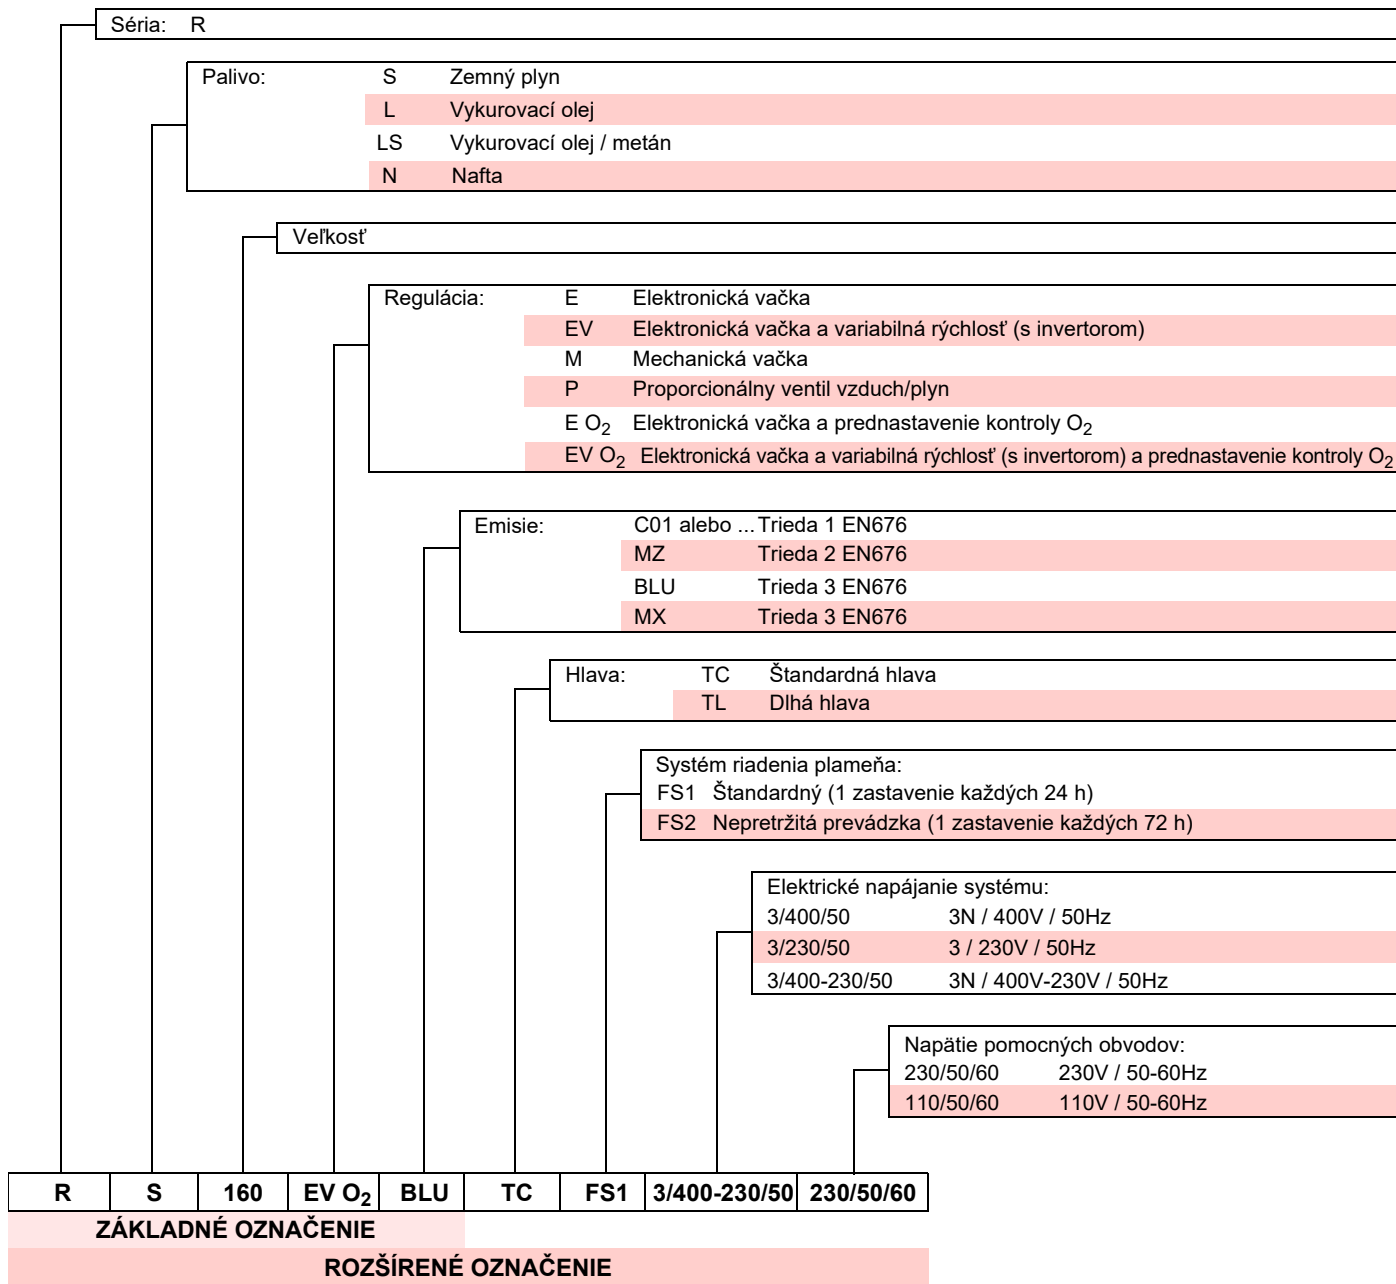 Séria: R
Palivo: S Zemný plyn
L Vykurovací olej
LS Vykurovací olej / metán
N Nafta
Veľkosť
Regulácia: E Elektronická vačka
EV Elektronická vačka a variabilná rýchlosť (s invertorom)
M Mechanická vačka
P Proporcionálny ventil vzduch/plyn
E O₂ Elektronická vačka a prednastavenie kontroly O₂
EV O₂ Elektronická vačka a variabilná rýchlosť (s invertorom) a prednastavenie kontroly O₂
Emisie: C01 alebo ... Trieda 1 EN676
MZ Trieda 2 EN676
BLU Trieda 3 EN676
MX Trieda 3 EN676
Hlava: TC Štandardná hlava
TL Dlhá hlava
Systém riadenia plameňa:
FS1 Štandardný (1 zastavenie každých 24 h)
FS2 Nepretržitá prevádzka (1 zastavenie každých 72 h)
Elektrické napájanie systému:
3/400/50 3N / 400V / 50Hz
3/230/50 3 / 230V / 50Hz
3/400-230/50 3N / 400V-230V / 50Hz
Napätie pomocných obvodov:
230/50/60 230V / 50-60Hz
110/50/60 110V / 50-60Hz
R S 160 EV O₂ BLU TC FS1 3/400-230/50 230/50/60
ZÁKLADNÉ OZNAČENIE
ROZŠÍRENÉ OZNAČENIE